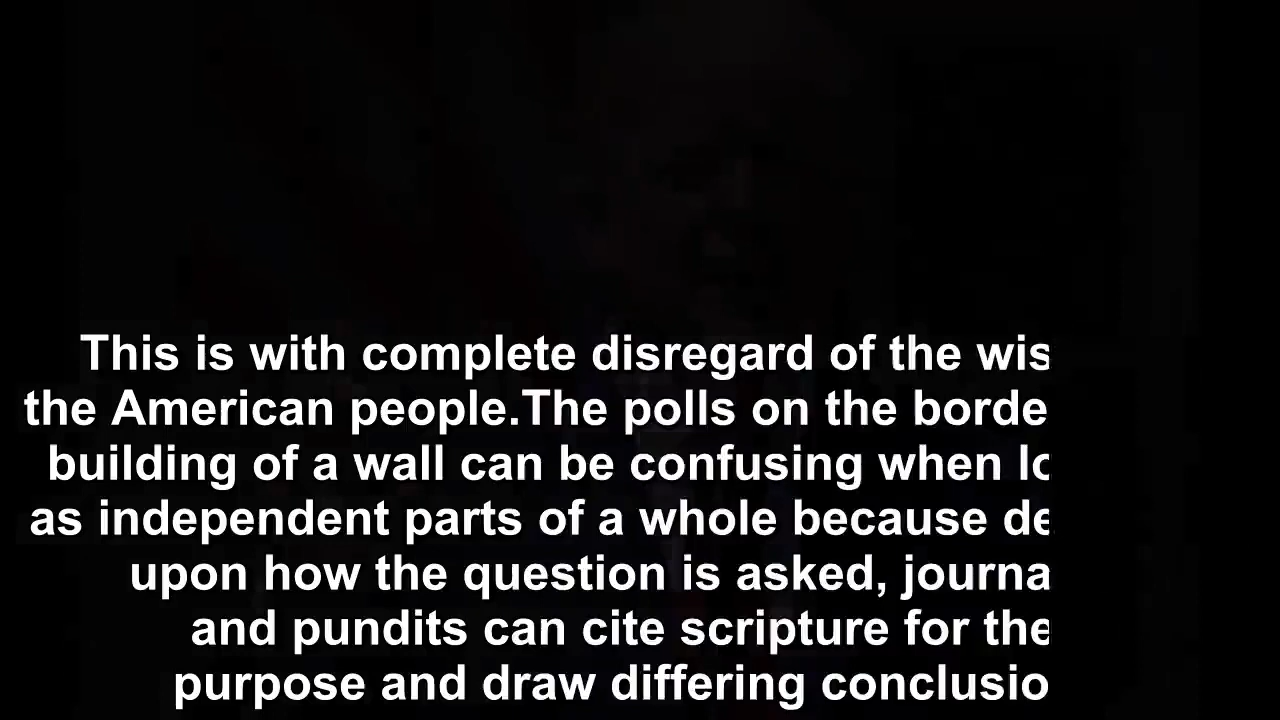 This is with complete disregard of the wis
the American people.The polls on the borde
building of a wall can be confusing when lo
as independent parts of a whole because de
upon how the question is asked, journa
and pundits can cite scripture for the
purpose and draw differing conclusio